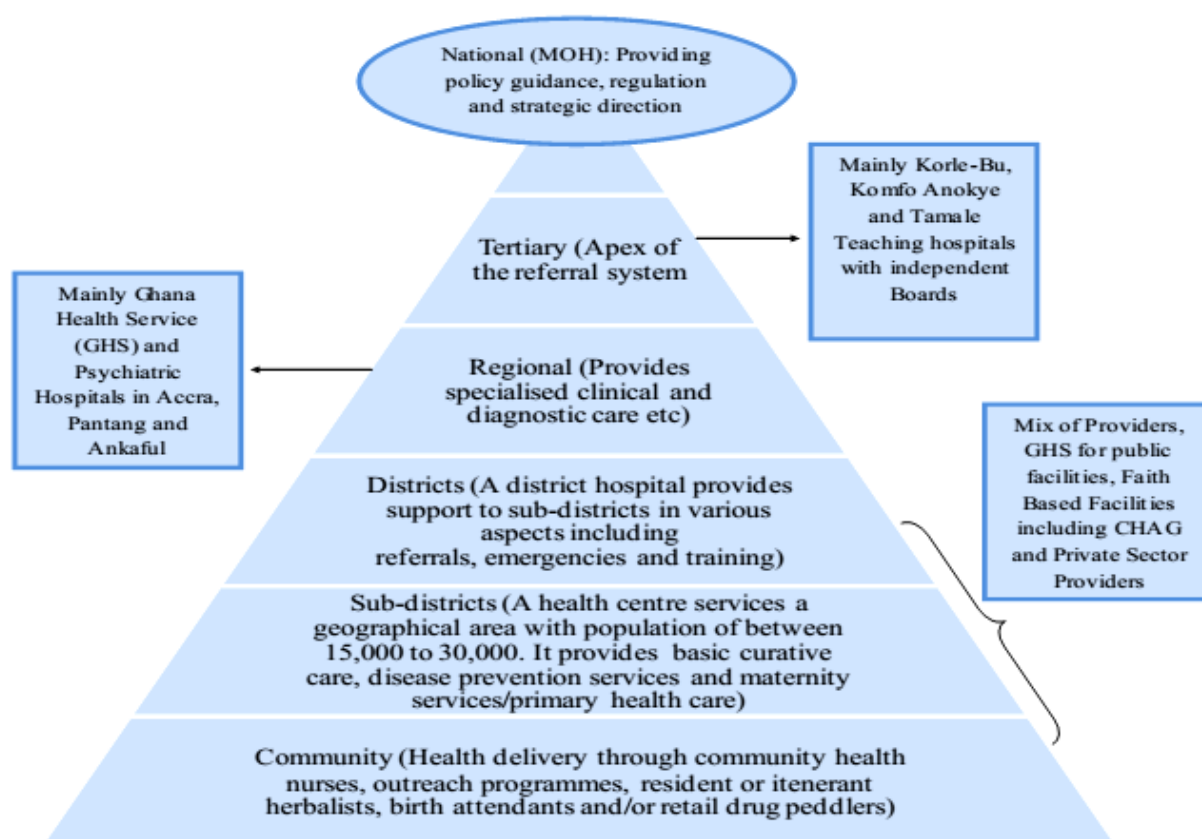 National (MOH): Providing
policy guidance, regulation
and strategic direction
Mainly Korle-Bu,
Komfo Anokye
and Tamale
Teaching hospitals
with independent
Boards
Tertiary (Apex of
the referral system
Mainly Ghana
Health Service
(GHS) and
Psychiatric
Hospitals in Accra,
Pantang and
Ankaful
Regional (Provides
specialised clinical and
diagnostic care etc)
Mix of Providers,
GHS for public
facilities, Faith
Based Facilities
including CHAG
and Private Sector
Providers
Districts (A district hospital provides
support to sub-districts in various
aspects including
referrals, emergencies and training)
Sub-districts (A health centre services a
geographical area with population of between
15,000 to 30,000. It provides basic curative
care, disease prevention services and maternity
services/primary health care)
Community (Health delivery through community health
nurses, outreach programmes, resident or itenerant
herbalists, birth attendants and/or retail drug peddlers)